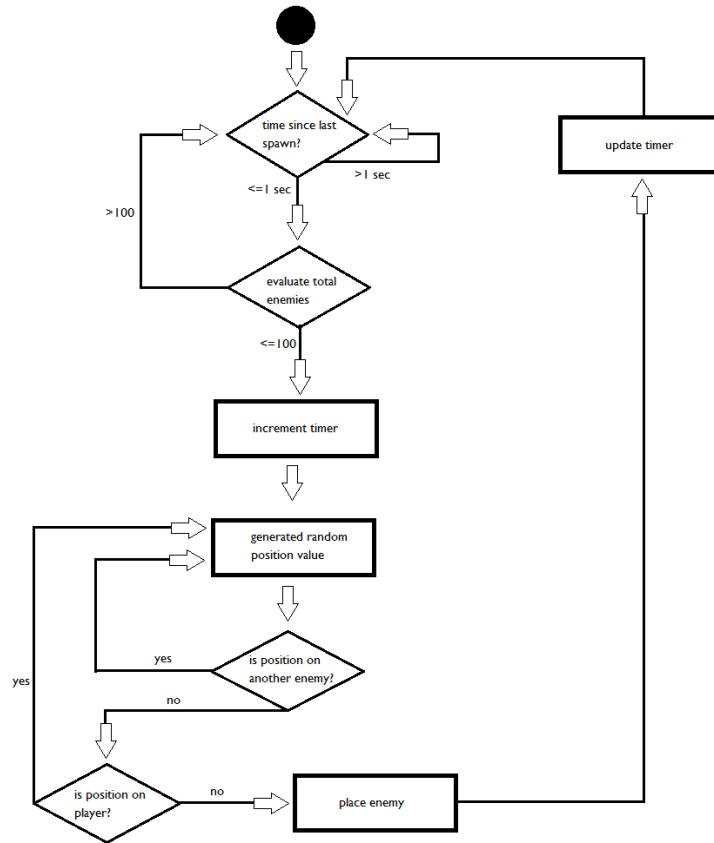 time since last
spawn?
update timer
>1 sec
<=1 sec
>100
evaluate total
enemies
<=100
increment timer
generated random
position value
is position on
another enemy?
yes
yes
no
is position on
player?
no
place enemy